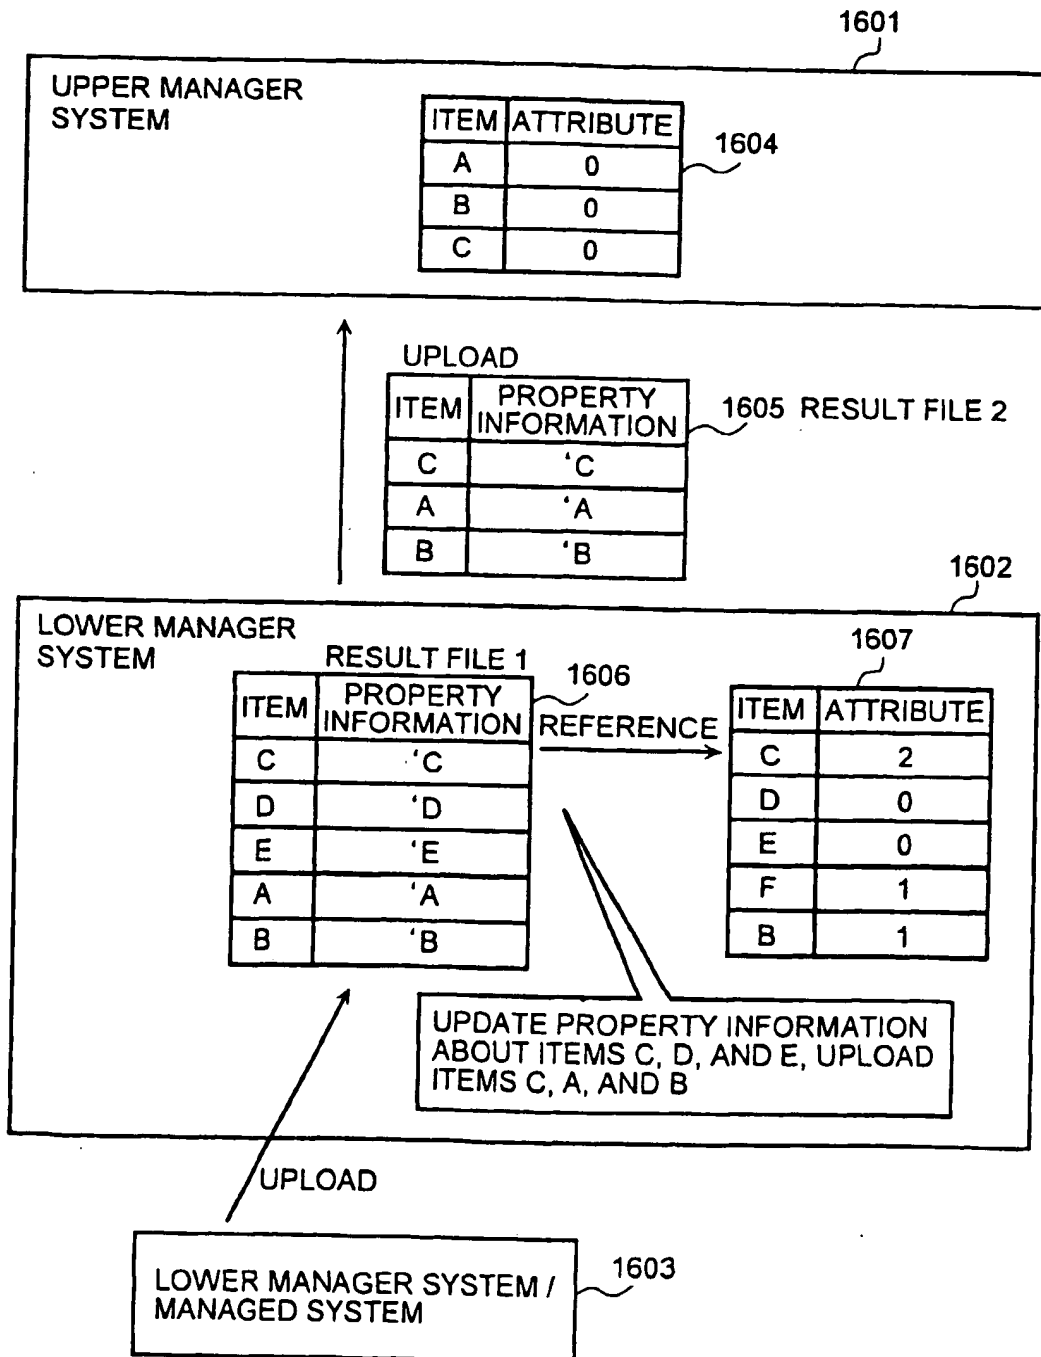 1601
UPPER MANAGER
SYSTEM
ITEM ATTRIBUTE
A 0
B 0
C 0
1604
UPLOAD
ITEM PROPERTY INFORMATION
C 'C
A 'A
B 'B
1605 RESULT FILE 2
1602
LOWER MANAGER
SYSTEM
RESULT FILE 1
1606
ITEM PROPERTY INFORMATION
C 'C
D 'D
E 'E
A 'A
B 'B
REFERENCE
1607
ITEM ATTRIBUTE
C 2
D 0
E 0
F 1
B 1
UPDATE PROPERTY INFORMATION
ABOUT ITEMS C, D, AND E, UPLOAD
ITEMS C, A, AND B
UPLOAD
LOWER MANAGER SYSTEM /
MANAGED SYSTEM
1603